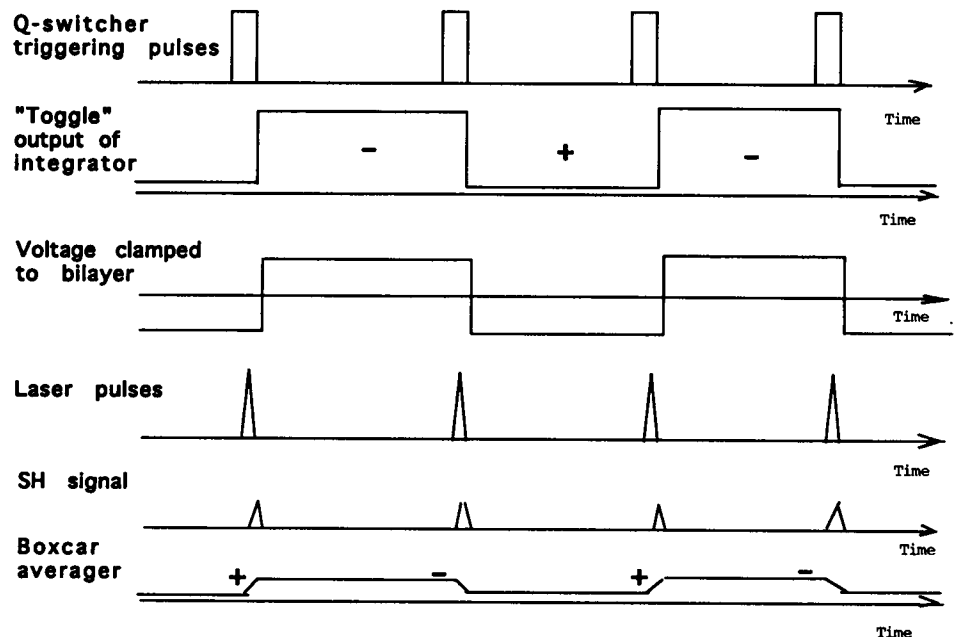 Q-switcher
triggering pulses
Time
"Toggle"
output of
integrator
-
+
-
Time
Voltage clamped
to bilayer
Time
Laser pulses
Time
SH signal
Time
Boxcar
averager
+
-
+
-
Time